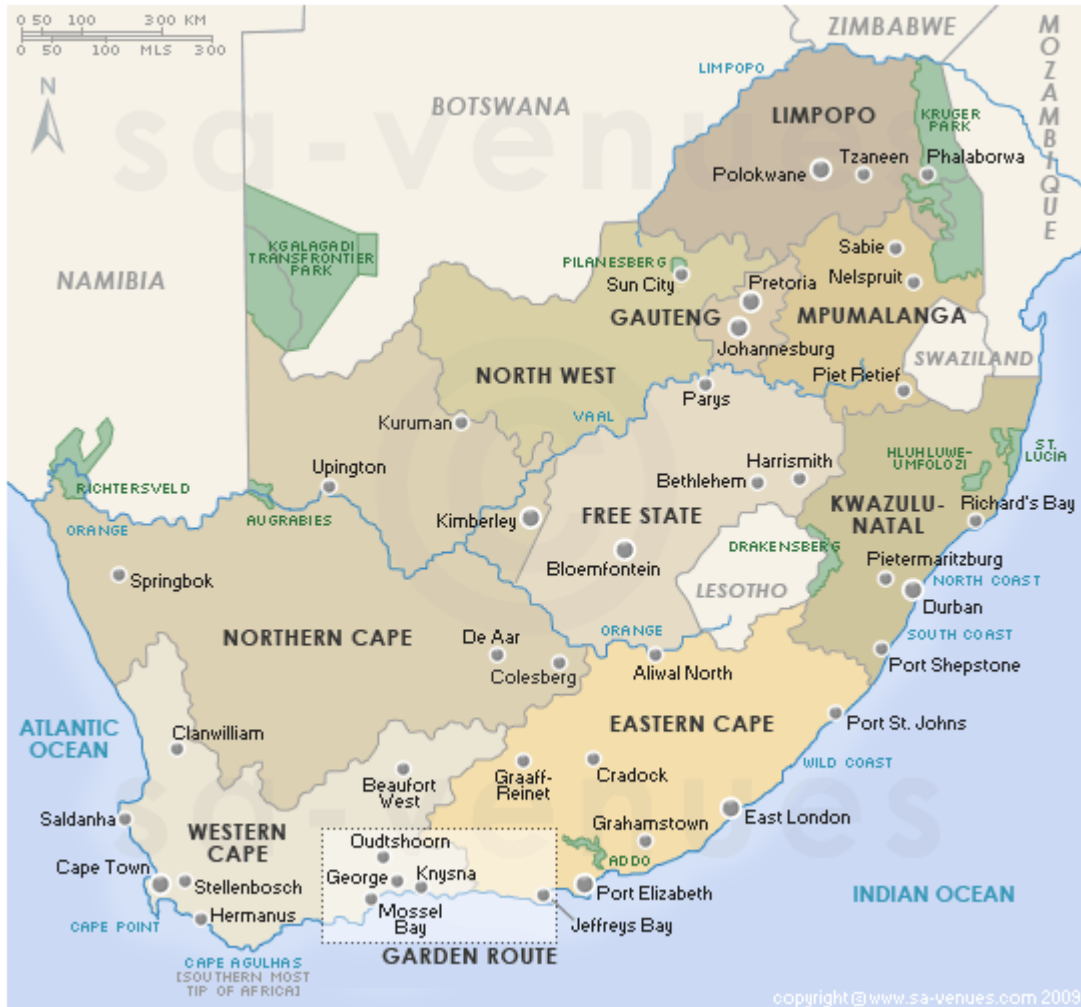 0 50 100 300 KM
0 50 100 MLS 300
N
ZIMBABWE
MOZAMBIQUE
LIMPOPO
BOTSWANA
LIMPOPO
KRUGER
PARK
Tzaneen
Phalaborwa
Polokwane
sa-venues
KGALAGADI
TRANSFRONTIER
PARK
NAMIBIA
PILANESBERG
Sun City
Sabie
Nelspruit
Pretoria
GAUTENG
MPUMALANGA
Johannesburg
SWAZILAND
NORTH WEST
Piet Retief
Parys
VAAL
Kuruman
Upington
RICHTERSVELD
AUGRABIES
ORANGE
Harrismith
Bethlehem
HLUHLUWE-
UMFOLOZI
ST.
LUCIA
KWAZULU-
NATAL
Richard's Bay
Kimberley
FREE STATE
DRAKENSBERG
Bloemfontein
LESOTHO
Pietermaritzburg
NORTH COAST
Durban
Springbok
NORTHERN CAPE
De Aar
Colesberg
ORANGE
Aliwal North
SOUTH COAST
Port Shepstone
ATLANTIC
OCEAN
Clanwilliam
EASTERN CAPE
Port St. Johns
WILD COAST
Beaufort
West
Graaff-
Reinet
Cradock
sa-venues
Saldanha
WESTERN
CAPE
Grahamstown
East London
Oudtshoorn
ADDO
Cape Town
Stellenbosch
George
Knysna
Port Elizabeth
INDIAN OCEAN
Hermanus
Mossel
Bay
Jeffreys Bay
CAPE POINT
GARDEN ROUTE
CAPE AGULHAS
[SOUTHERN MOST
TIP OF AFRICA]
copyright @ www.sa-venues.com 2009
©